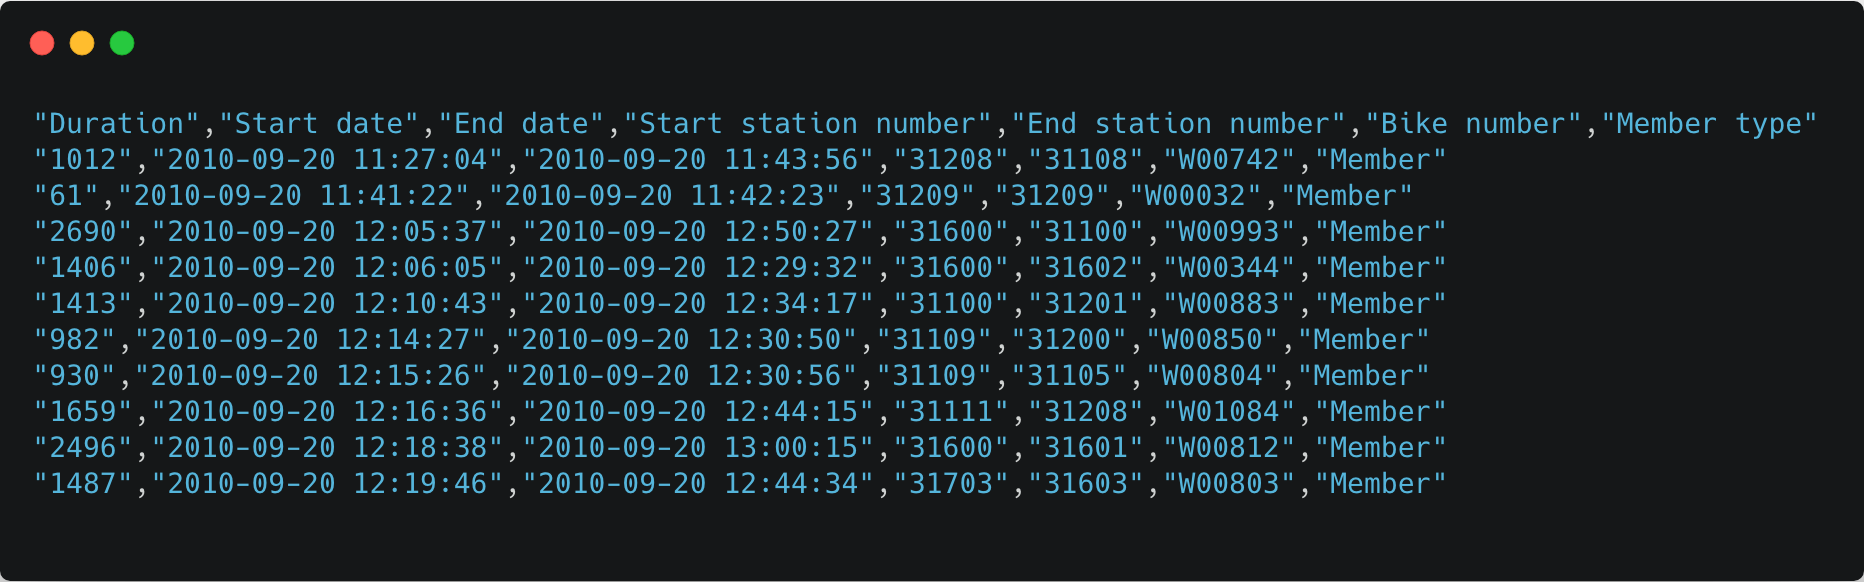 "Duration","Start date","End date","Start station number","End station number","Bike number","Member type"
"1012","2010-09-20 11:27:04","2010-09-20 11:43:56","31208","31108","W00742","Member"
"61","2010-09-20 11:41:22","2010-09-20 11:42:23","31209","31209","W00032","Member"
"2690","2010-09-20 12:05:37","2010-09-20 12:50:27","31600","31100","W00993","Member"
"1406","2010-09-20 12:06:05","2010-09-20 12:29:32","31600","31602","W00344","Member"
"1413","2010-09-20 12:10:43","2010-09-20 12:34:17","31100","31201","W00883","Member"
"982","2010-09-20 12:14:27","2010-09-20 12:30:50","31109","31200","W00850","Member"
"930","2010-09-20 12:15:26","2010-09-20 12:30:56","31109","31105","W00804","Member"
"1659","2010-09-20 12:16:36","2010-09-20 12:44:15","31111","31208","W01084","Member"
"2496","2010-09-20 12:18:38","2010-09-20 13:00:15","31600","31601","W00812","Member"
"1487","2010-09-20 12:19:46","2010-09-20 12:44:34","31703","31603","W00803","Member"